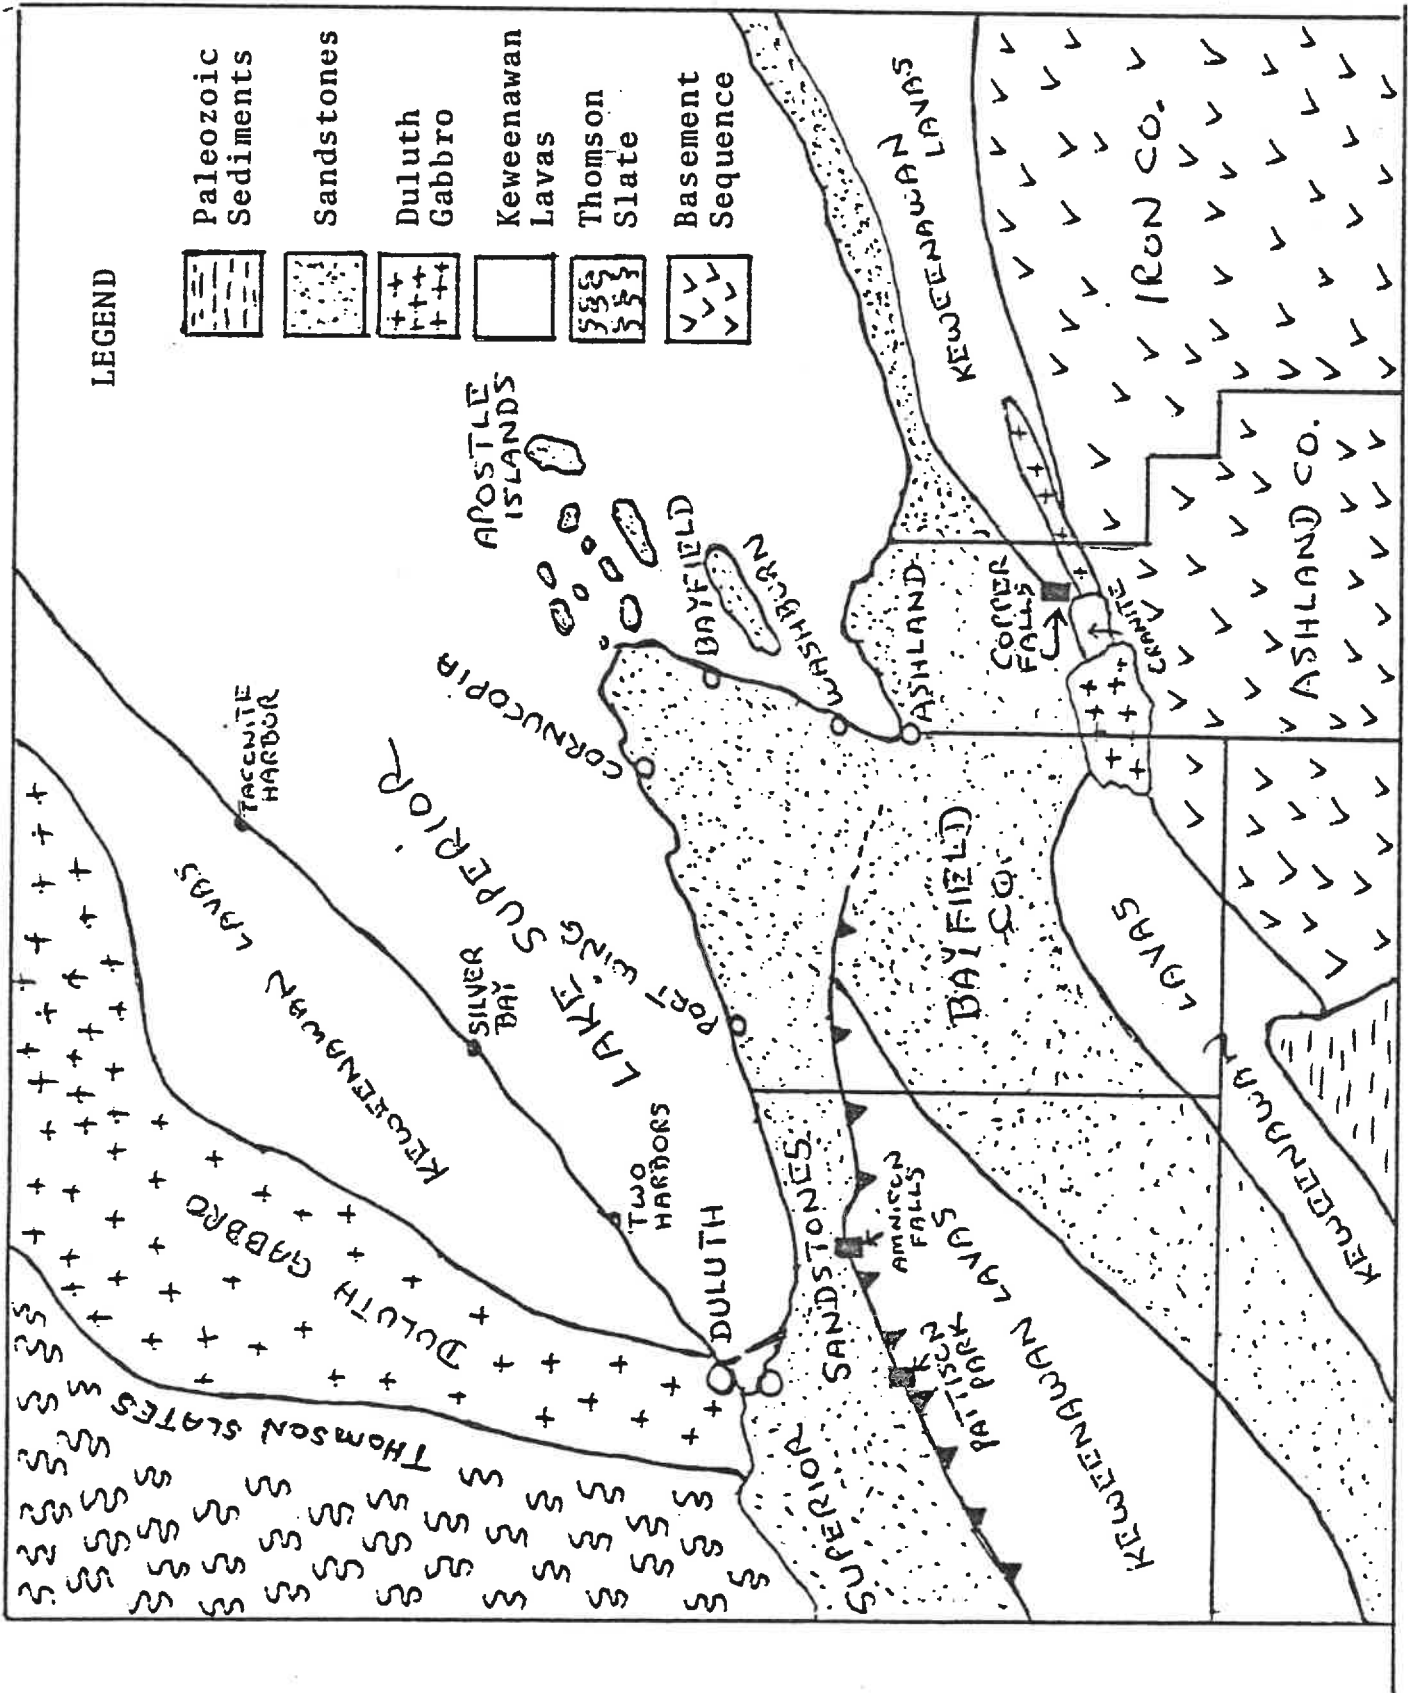 LEGEND
Paleozoic
Sediments
Sandstones
Duluth
Gabbro
Keweenawan
Lavas
Thomson
Slate
Basement
Sequence
THOMSON SLATES
DULUTH GABBRO
KEWEENAWAN LAVAS
TACCNITE
HARBOR
SILVER
BAY
TWO
HARBORS
DULUTH
LAKE SUPERIOR
APOSTLE
ISLANDS
CORNUCOPIA
PORT WING
BAYFIELD
WASHBURN
ASHLAND
SUPERIOR
SANDSTONES
AMNICON
FALLS
PATTISON
PARK
KEWEENAWAN LAVAS
BAYFIELD
CO.
COPPER
FALLS
GRANITE
KEWEENAWAN
LAVAS
KEWEENAWAN
LAVAS
IRON CO.
ASHLAND CO.